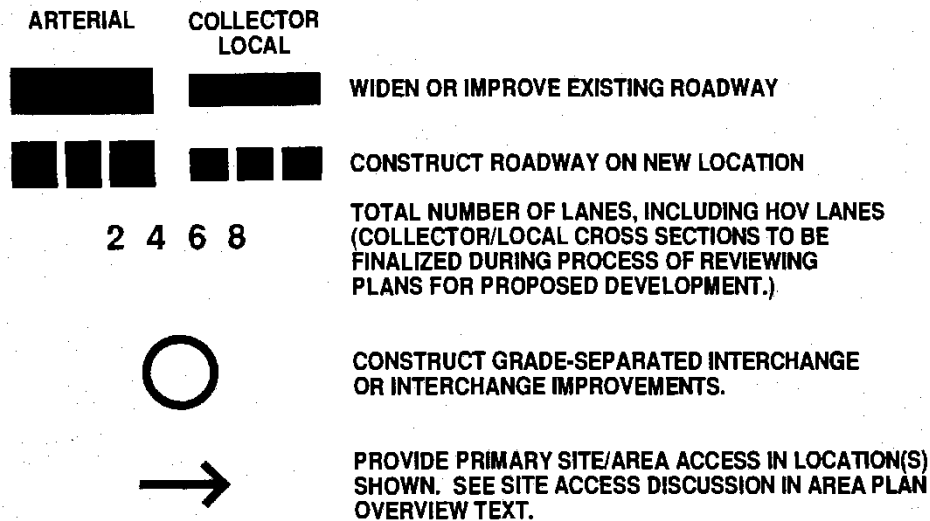 ARTERIAL
COLLECTOR
LOCAL
WIDEN OR IMPROVE EXISTING ROADWAY
CONSTRUCT ROADWAY ON NEW LOCATION
2 4 6 8
TOTAL NUMBER OF LANES, INCLUDING HOV LANES
(COLLECTOR/LOCAL CROSS SECTIONS TO BE
FINALIZED DURING PROCESS OF REVIEWING
PLANS FOR PROPOSED DEVELOPMENT.)
CONSTRUCT GRADE-SEPARATED INTERCHANGE
OR INTERCHANGE IMPROVEMENTS.
PROVIDE PRIMARY SITE/AREA ACCESS IN LOCATION(S)
SHOWN. SEE SITE ACCESS DISCUSSION IN AREA PLAN
OVERVIEW TEXT.